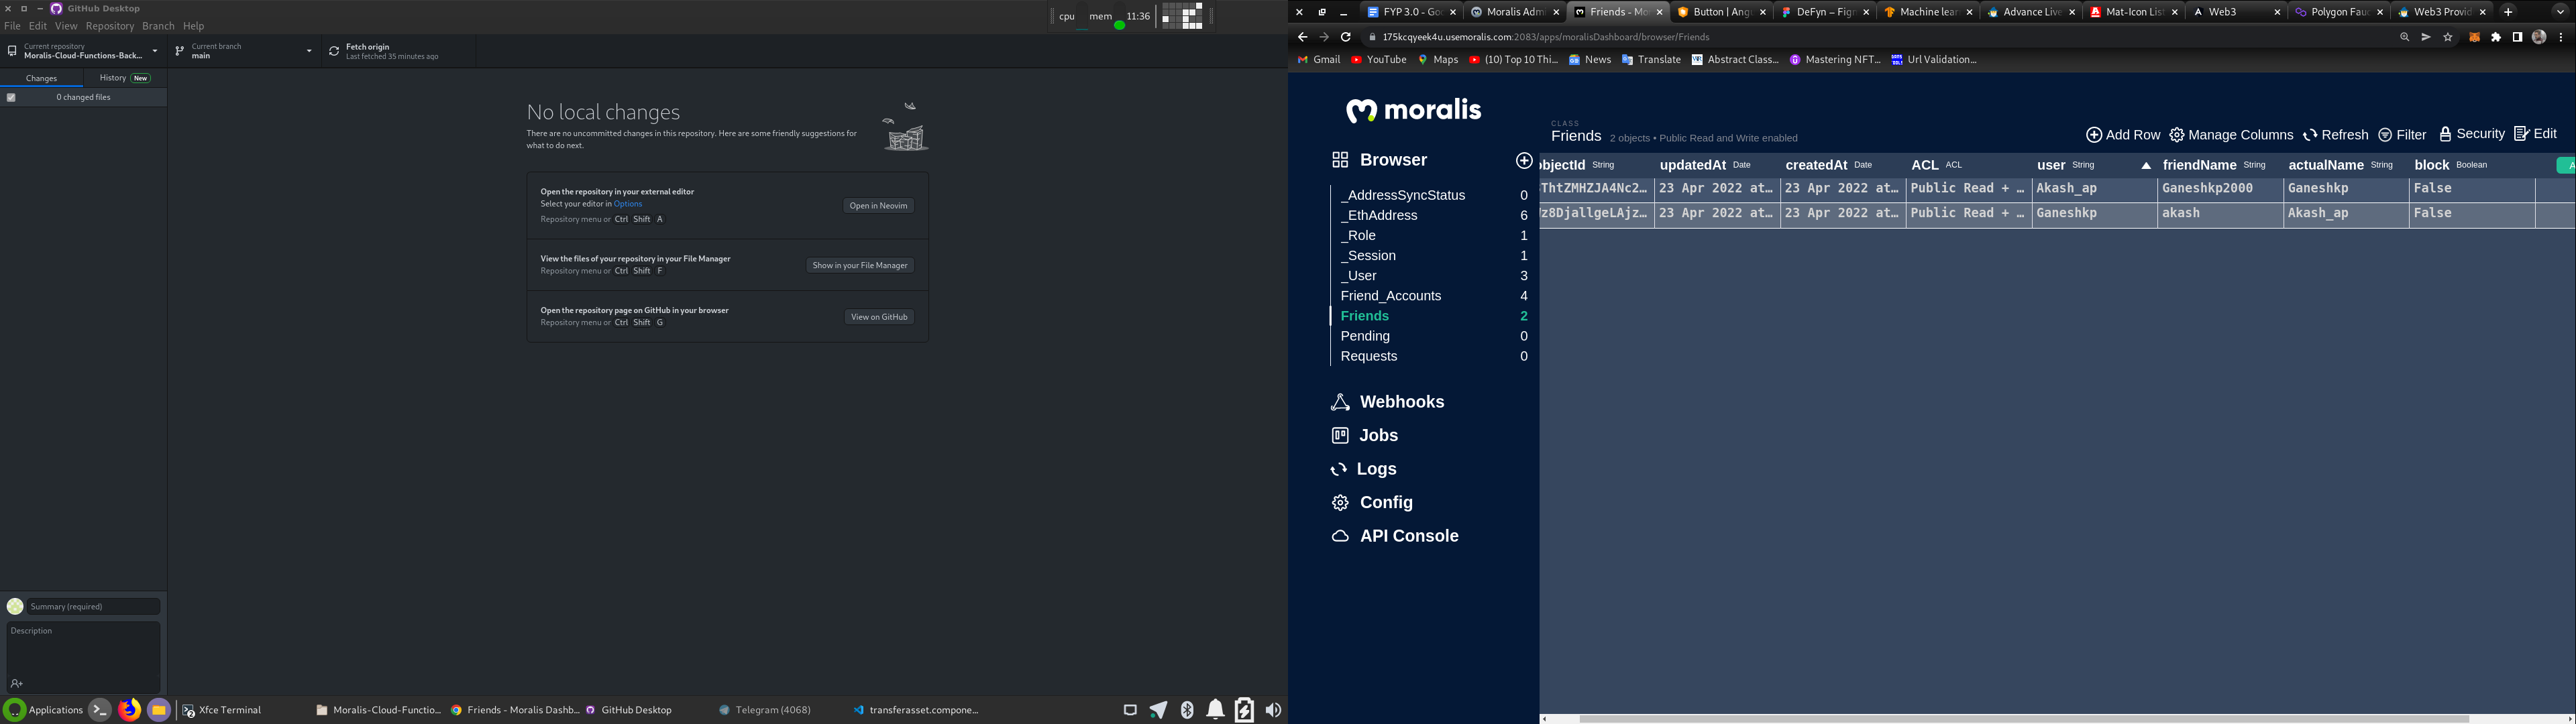 GitHub Desktop
File Edit View Repository Branch Help
cpu mem 11:36
Current repository
Moralis-Cloud-Functions-Back...
Current branch
main
Fetch origin
Last fetched 35 minutes ago
Changes
History New
0 changed files
No local changes
There are no uncommitted changes in this repository. Here are some friendly suggestions for
what to do next.
Open the repository in your external editor
Select your editor in Options
Repository menu or Ctrl Shift A
Open in Neovim
View the files of your repository in your File Manager
Repository menu or Ctrl Shift F
Show in your File Manager
Open the repository page on GitHub in your browser
Repository menu or Ctrl Shift G
View on GitHub
Summary (required)
Description
Applications
Xfce Terminal
Moralis-Cloud-Functio...
Friends - Moralis Dashb...
GitHub Desktop
Telegram (4068)
transferasset.compone...
FYP 3.0 - Goo
Moralis Adm
Friends - Mo
Button | Angu
DeFyn – Figm
Machine lear
Advance Live
Mat-Icon List
Web3
Polygon Fauc
Web3 Provid
175kcqyeek4u.usemoralis.com:2083/apps/moralisDashboard/browser/Friends
Gmail YouTube Maps (10) Top 10 Thi... News Translate Abstract Class... Mastering NFT... Url Validation...
moralis
CLASS
Friends 2 objects • Public Read and Write enabled
Add Row Manage Columns Refresh Filter Security Edit
Browser
_AddressSyncStatus 0
_EthAddress 6
_Role 1
_Session 1
_User 3
Friend_Accounts 4
Friends 2
Pending 0
Requests 0
Webhooks
Jobs
Logs
Config
API Console
objectId String updatedAt Date createdAt Date ACL ACL user String friendName String actualName String block Boolean
ThtZMHZJA4Nc2... 23 Apr 2022 at... 23 Apr 2022 at... Public Read + ... Akash_ap Ganeshkp2000 Ganeshkp False
z8DjallgeLAjz... 23 Apr 2022 at... 23 Apr 2022 at... Public Read + ... Ganeshkp akash Akash_ap False